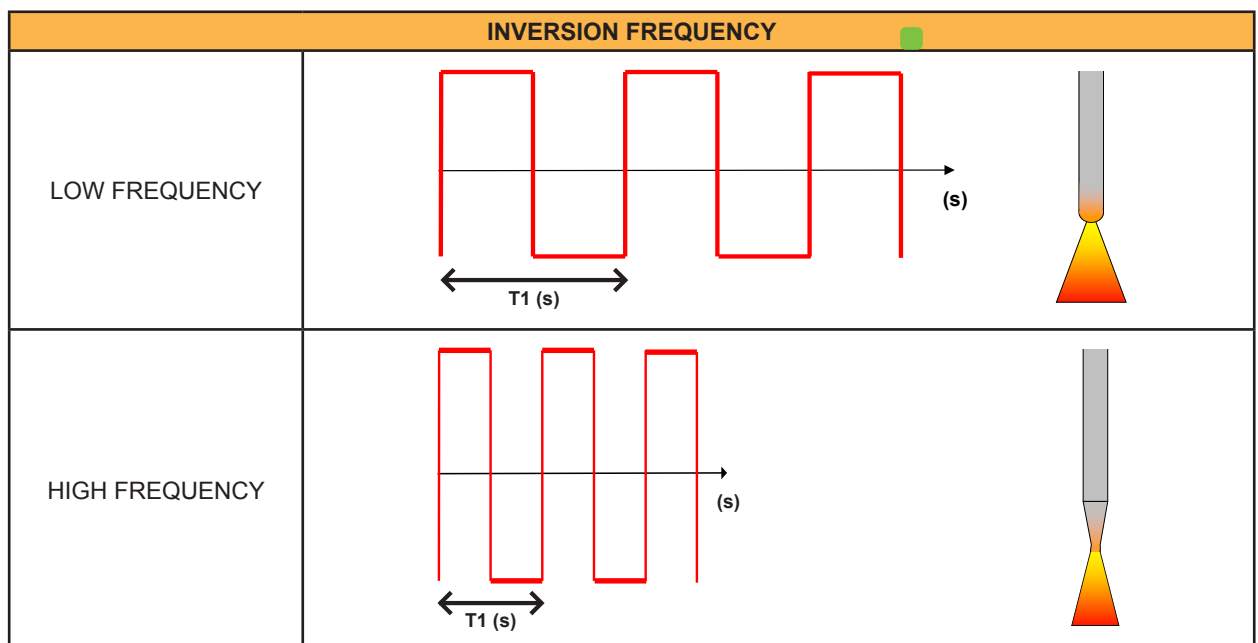 INVERSION FREQUENCY
LOW FREQUENCY
(s)
T1 (s)
HIGH FREQUENCY
(s)
T1 (s)